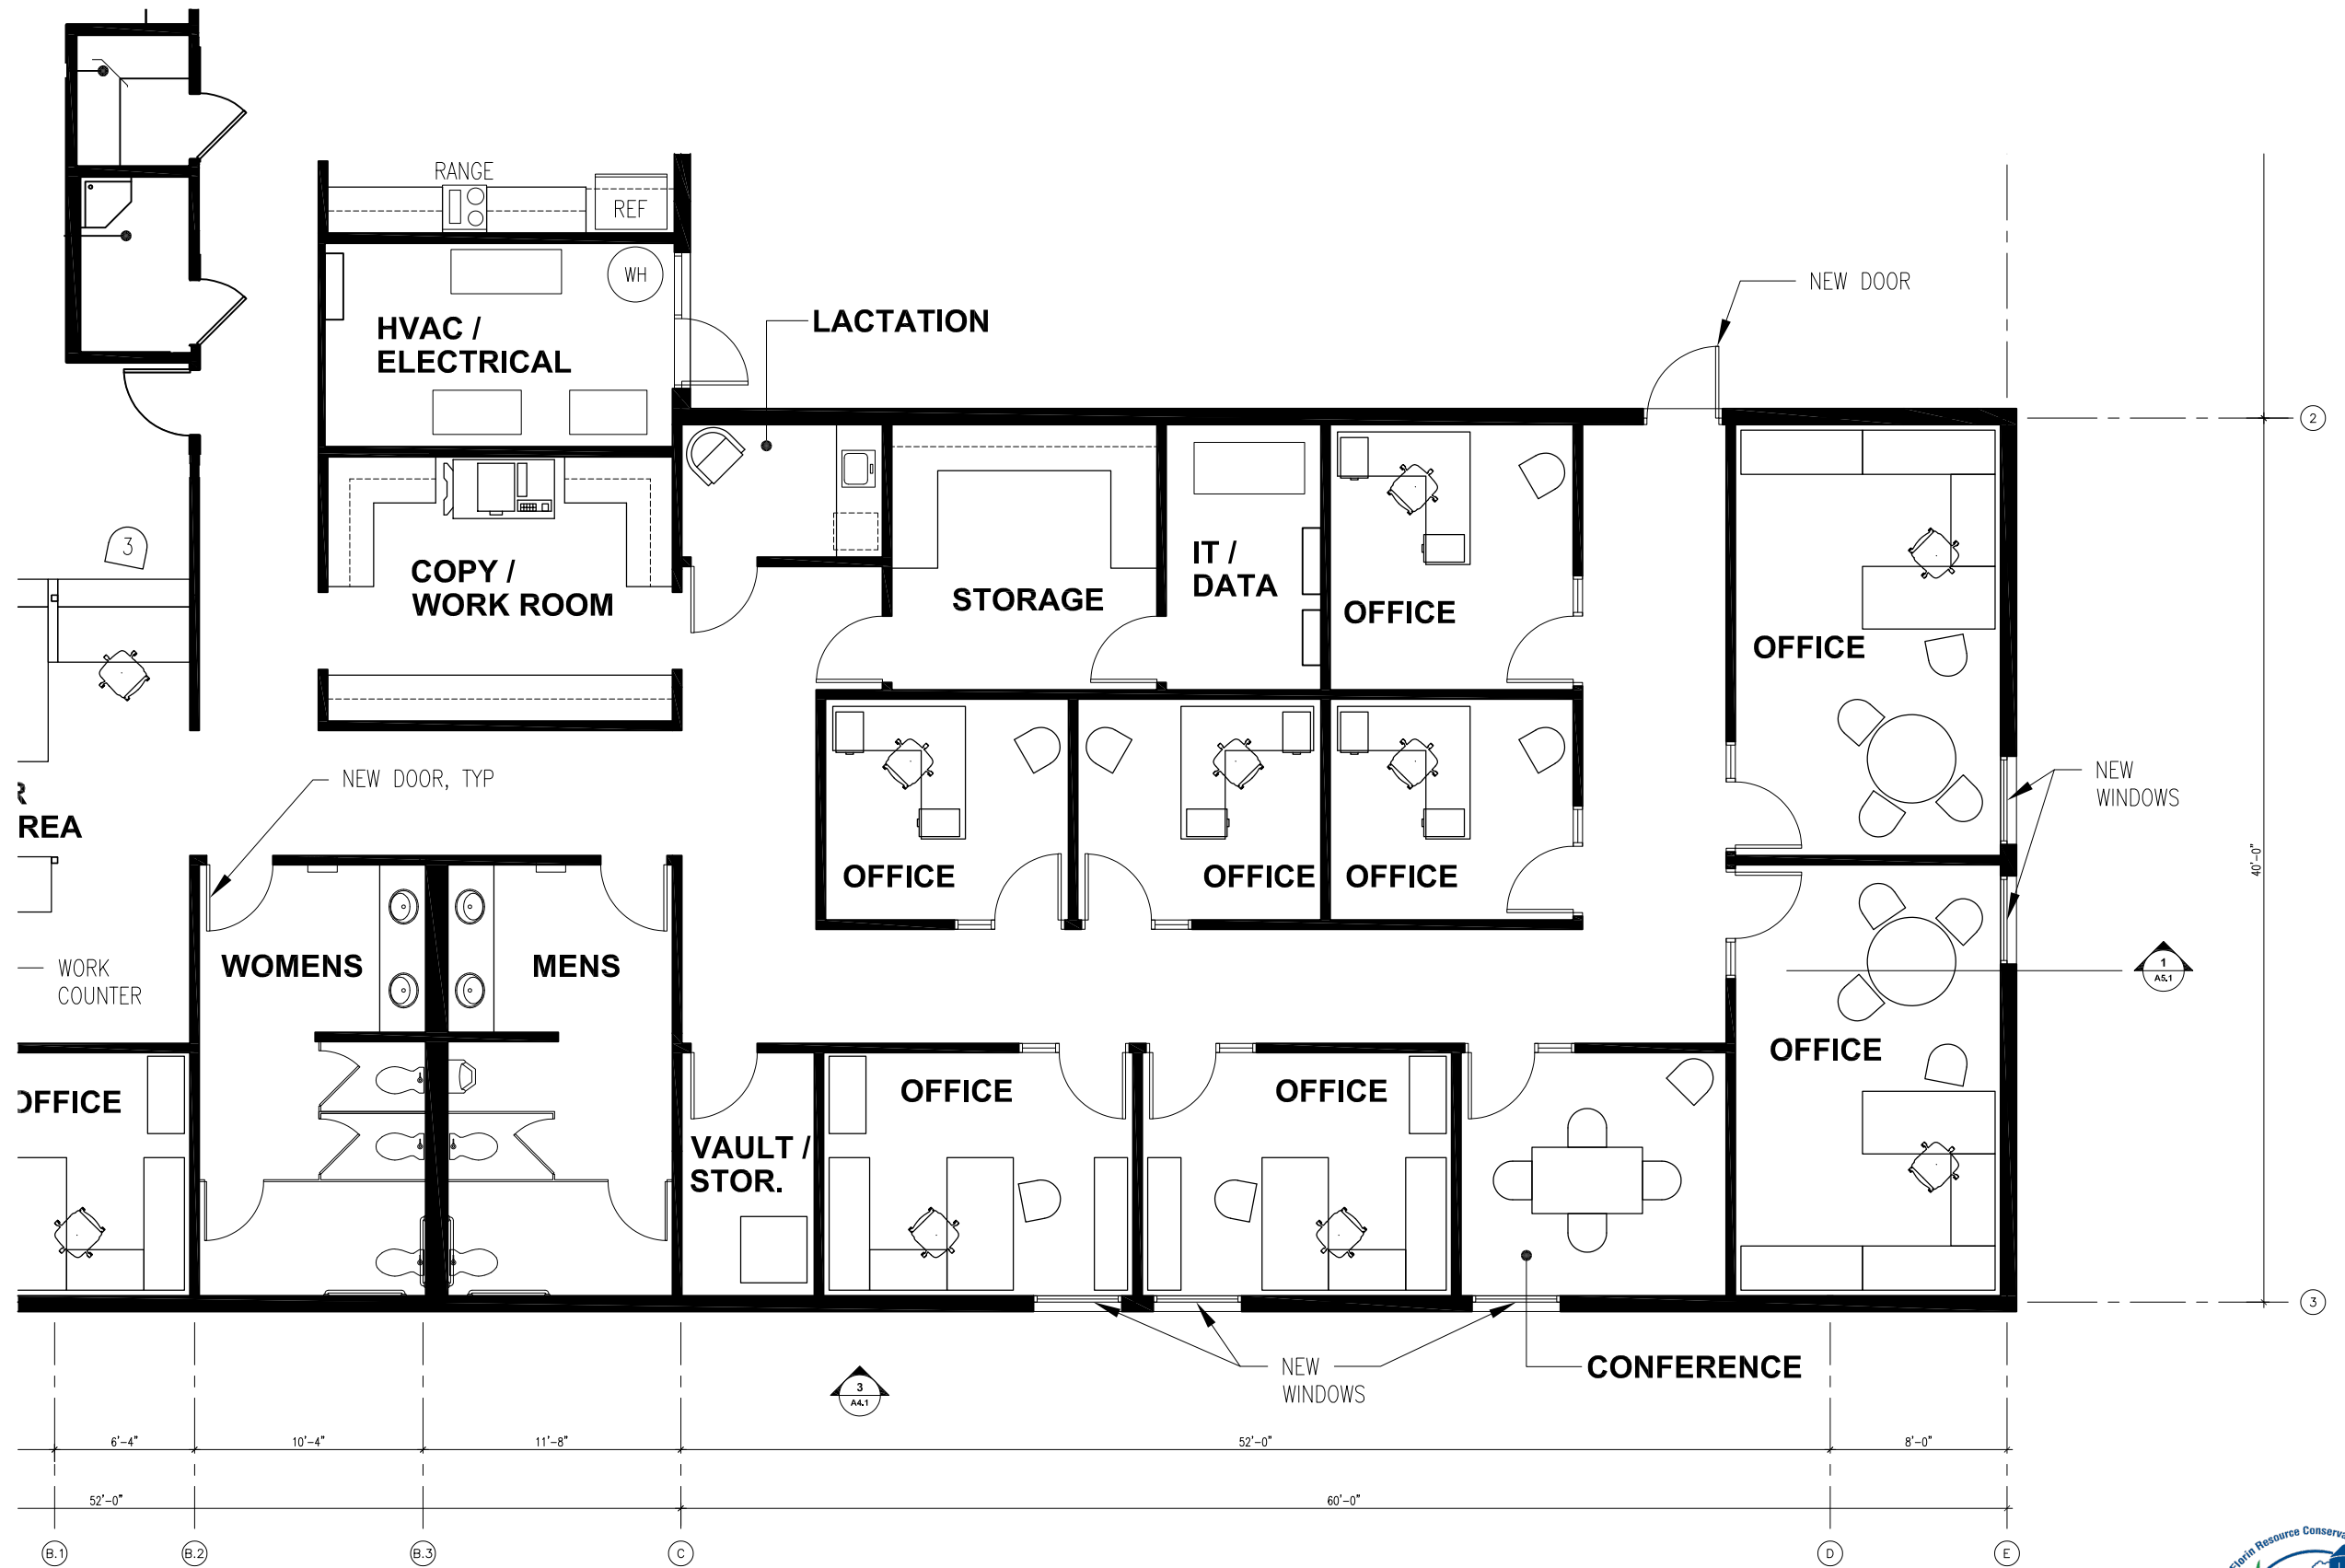 RANGE
REF
WH
HVAC /
ELECTRICAL
LACTATION
NEW DOOR
2
3
COPY /
WORK ROOM
STORAGE
IT /
DATA
OFFICE
OFFICE
NEW DOOR, TYP
NEW
WINDOWS
R
REA
OFFICE
OFFICE
OFFICE
40'-0"
WORK
COUNTER
WOMENS
MENS
1
A5.1
OFFICE
OFFICE
OFFICE
OFFICE
VAULT /
STOR.
3
NEW
WINDOWS
CONFERENCE
3
A4.1
6'-4"
10'-4"
11'-8"
52'-0"
8'-0"
52'-0"
60'-0"
B.1
B.2
B.3
C
D
E
Florin Resource Conserva